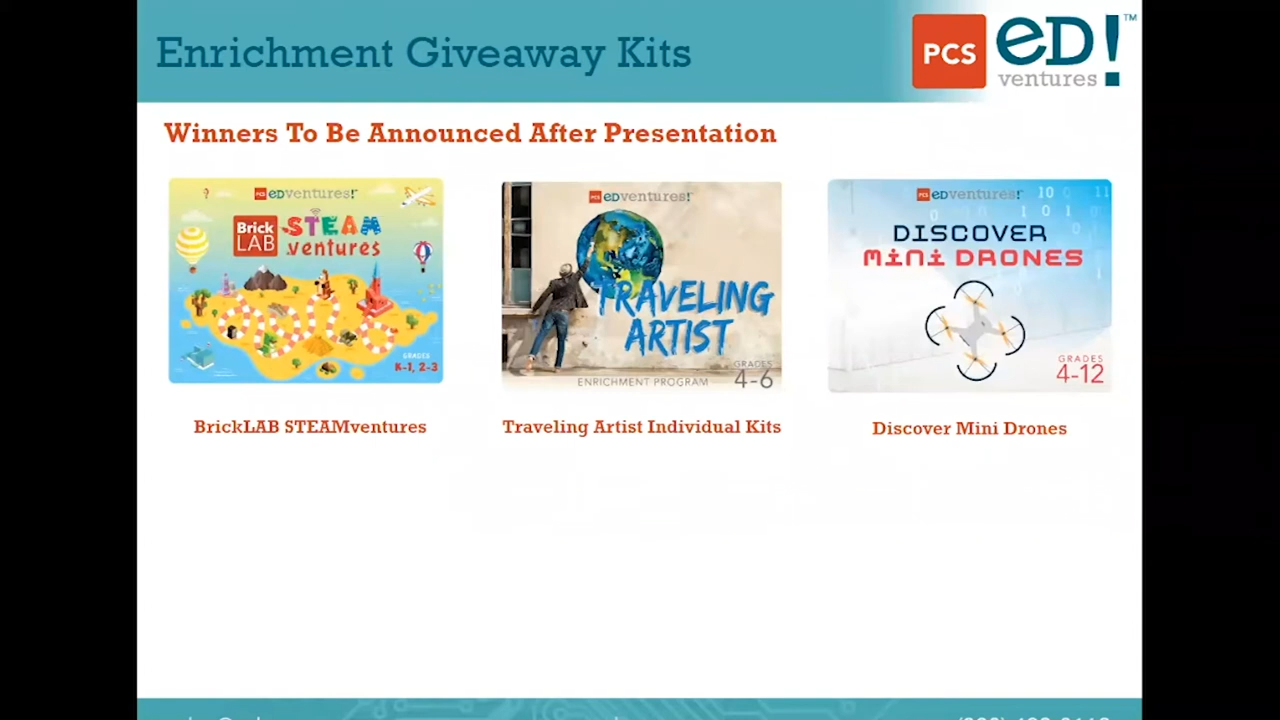 Enrichment Giveaway Kits
PCS
eD!™
ventures
Winners To Be Announced After Presentation
PCS eDventures!
Brick
LAB
STEAM
ventures
GRADES
K-1, 2-3
PCS eDventures!
TRAVELING
ARTIST
GRADES
4-6
ENRICHMENT PROGRAM
PCS eDventures!
DISCOVER
MINI DRONES
GRADES
4-12
BrickLAB STEAMventures
Traveling Artist Individual Kits
Discover Mini Drones